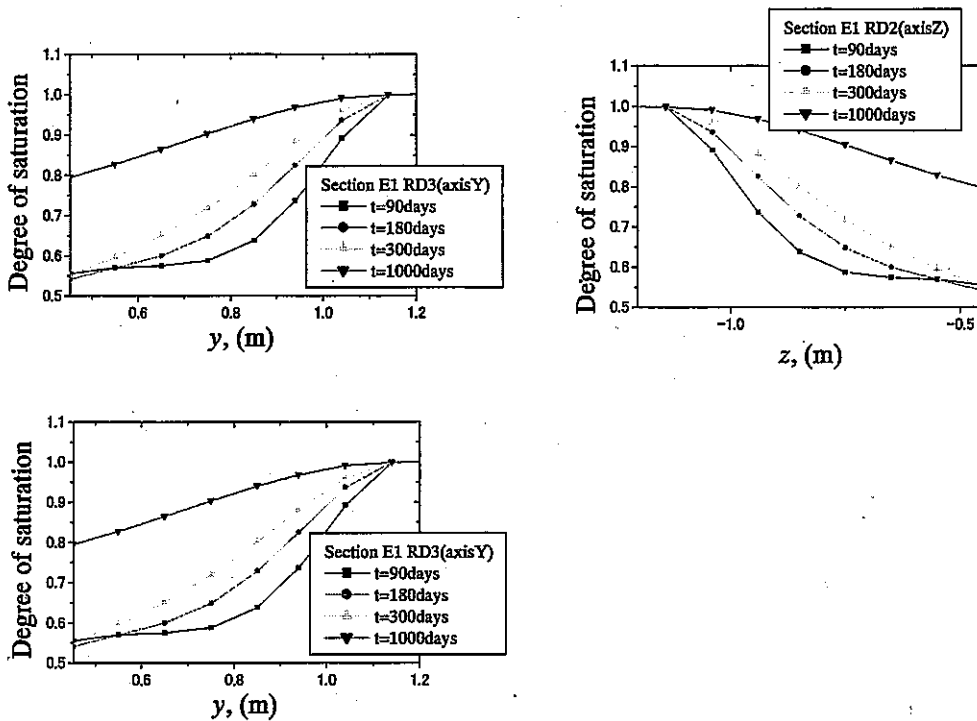 1.1
1.0
0.9
0.8
0.7
0.6
0.5
Degree of saturation
0.6
0.8
1.0
1.2
y, (m)
Section E1 RD3(axisY)
t=90days
t=180days
t=300days
t=1000days
1.1
1.0
0.9
0.8
0.7
0.6
0.5
Degree of saturation
-1.0
-0.5
z, (m)
Section E1 RD2(axisZ)
t=90days
t=180days
t=300days
t=1000days
1.1
1.0
0.9
0.8
0.7
0.6
0.5
Degree of saturation
0.6
0.8
1.0
1.2
y, (m)
Section E1 RD3(axisY)
t=90days
t=180days
t=300days
t=1000days